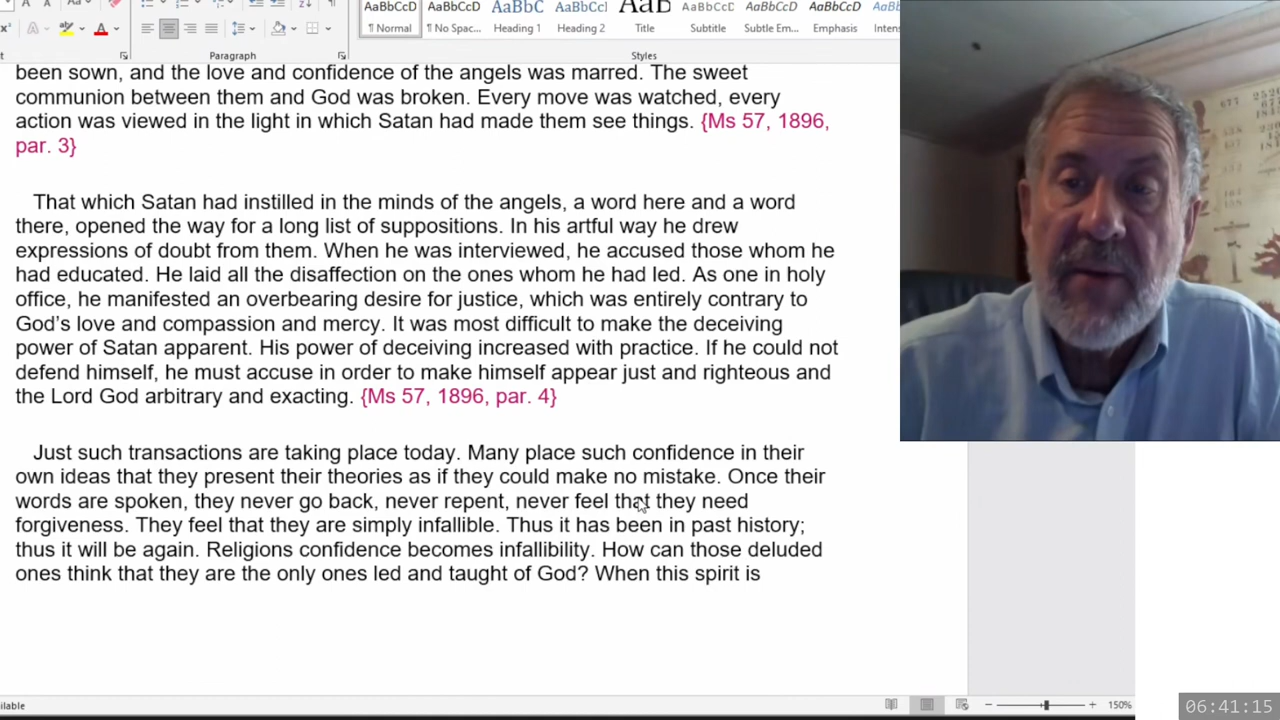 Aa
AaBbCcD AaBbCcD AaBbC AaBbCcl AaB AaBbCcD AaBbCcD AaBbCcD AaBb
¶ Normal ¶ No Spac... Heading 1 Heading 2 Title Subtitle Subtle Em... Emphasis Intens
Paragraph Styles
been sown, and the love and confidence of the angels was marred. The sweet
communion between them and God was broken. Every move was watched, every
action was viewed in the light in which Satan had made them see things. {Ms 57, 1896,
par. 3}
That which Satan had instilled in the minds of the angels, a word here and a word
there, opened the way for a long list of suppositions. In his artful way he drew
expressions of doubt from them. When he was interviewed, he accused those whom he
had educated. He laid all the disaffection on the ones whom he had led. As one in holy
office, he manifested an overbearing desire for justice, which was entirely contrary to
God’s love and compassion and mercy. It was most difficult to make the deceiving
power of Satan apparent. His power of deceiving increased with practice. If he could not
defend himself, he must accuse in order to make himself appear just and righteous and
the Lord God arbitrary and exacting. {Ms 57, 1896, par. 4}
Just such transactions are taking place today. Many place such confidence in their
own ideas that they present their theories as if they could make no mistake. Once their
words are spoken, they never go back, never repent, never feel that they need
forgiveness. They feel that they are simply infallible. Thus it has been in past history;
thus it will be again. Religions confidence becomes infallibility. How can those deluded
ones think that they are the only ones led and taught of God? When this spirit is
677
ilable
150%
06:41:15